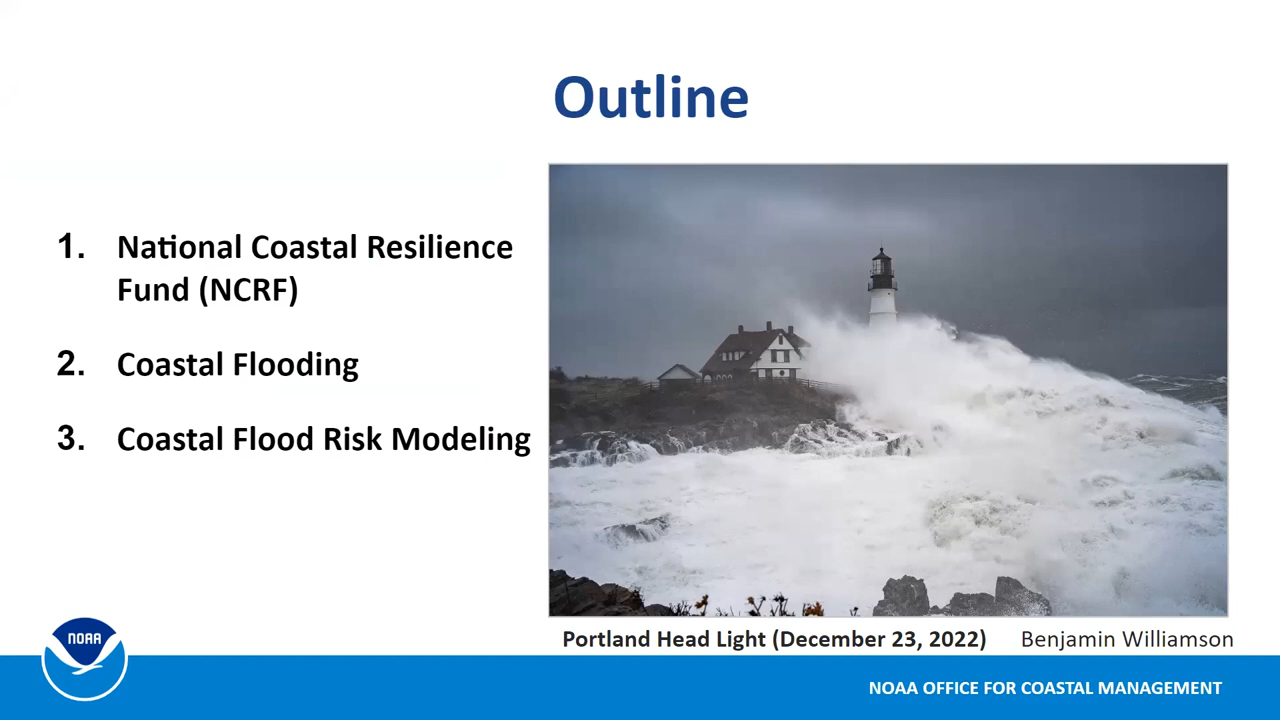 Outline
1. National Coastal Resilience
Fund (NCRF)
2. Coastal Flooding
3. Coastal Flood Risk Modeling
Portland Head Light (December 23, 2022) Benjamin Williamson
NOAA
NOAA OFFICE FOR COASTAL MANAGEMENT